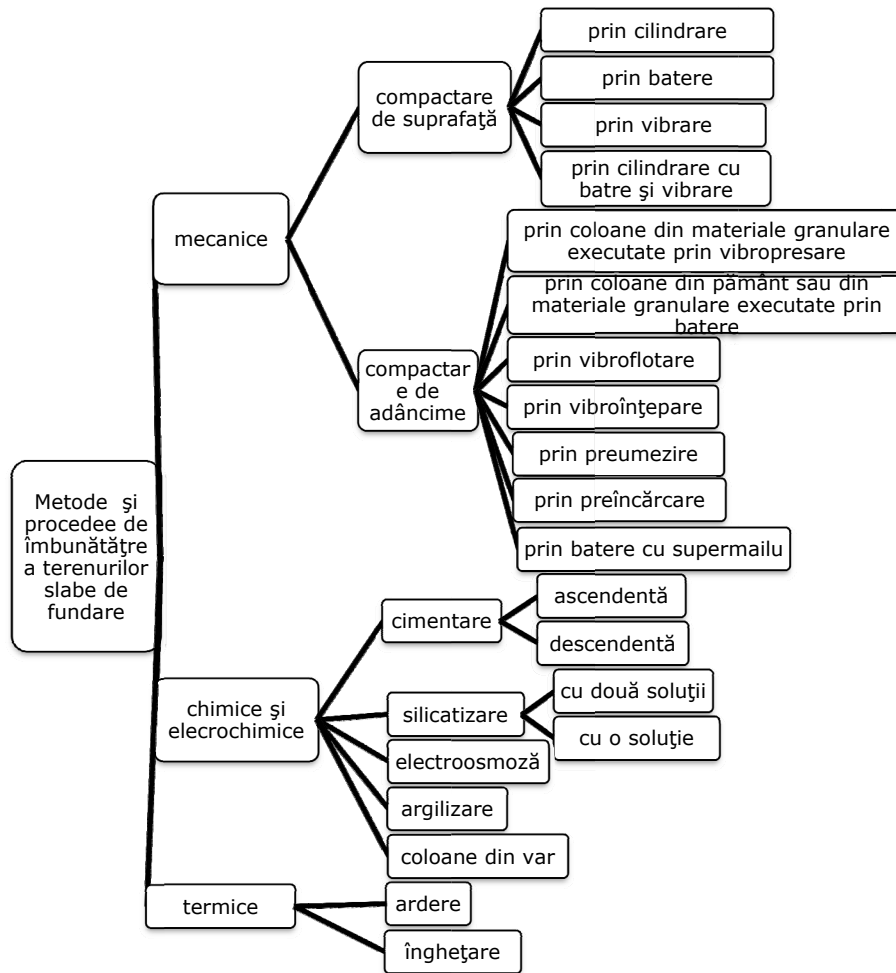 Metode şi
procedee de
îmbunătăţre
a terenurilor
slabe de
fundare
mecanice
compactare
de suprafaţă
prin cilindrare
prin batere
prin vibrare
prin cilindrare cu
batre şi vibrare
compactar
e de
adâncime
prin coloane din materiale granulare
executate prin vibropresare
prin coloane din pământ sau din
materiale granulare executate prin
batere
prin vibroflotare
prin vibroînţepare
prin preumezire
prin preîncărcare
prin batere cu supermailu
chimice şi
elecrochimice
cimentare
ascendentă
descendentă
silicatizare
cu două soluţii
cu o soluţie
electroosmoză
argilizare
coloane din var
termice
ardere
îngheţare